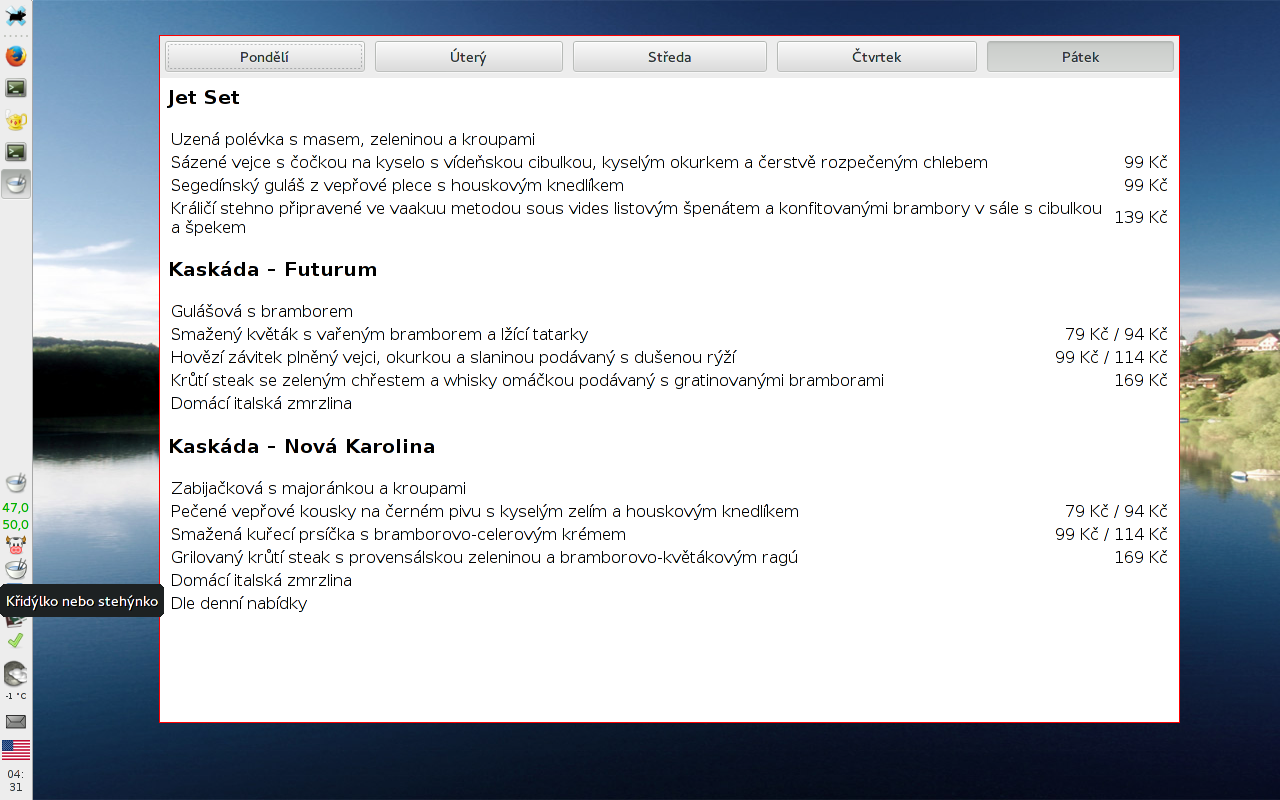 Pondělí
Úterý
Středa
Čtvrtek
Pátek
Jet Set
Uzená polévka s masem, zeleninou a kroupami
Sázené vejce s čočkou na kyselo s vídeňskou cibulkou, kyselým okurkem a čerstvě rozpečeným chlebem 99 Kč
Segedínský guláš z vepřové plece s houskovým knedlíkem 99 Kč
Králičí stehno připravené ve vaakuu metodou sous vides listovým špenátem a konfitovanými brambory v sále s cibulkou
a špekem 139 Kč
Kaskáda - Futurum
Gulášová s bramborem
Smažený květák s vařeným bramborem a lžící tatarky 79 Kč / 94 Kč
Hovězí závitek plněný vejci, okurkou a slaninou podávaný s dušenou rýží 99 Kč / 114 Kč
Krůtí steak se zeleným chřestem a whisky omáčkou podávaný s gratinovanými bramborami 169 Kč
Domácí italská zmrzlina
Kaskáda - Nová Karolina
Zabijačková s majoránkou a kroupami
Pečené vepřové kousky na černém pivu s kyselým zelím a houskovým knedlíkem 79 Kč / 94 Kč
Smažená kuřecí prsíčka s bramborovo-celerovým krémem 99 Kč / 114 Kč
Grilovaný krůtí steak s provensálskou zeleninou a bramborovo-květákovým ragú 169 Kč
Domácí italská zmrzlina
Dle denní nabídky
47,0
50,0
Křidýlko nebo stehýnko
-1 °C
04:
31